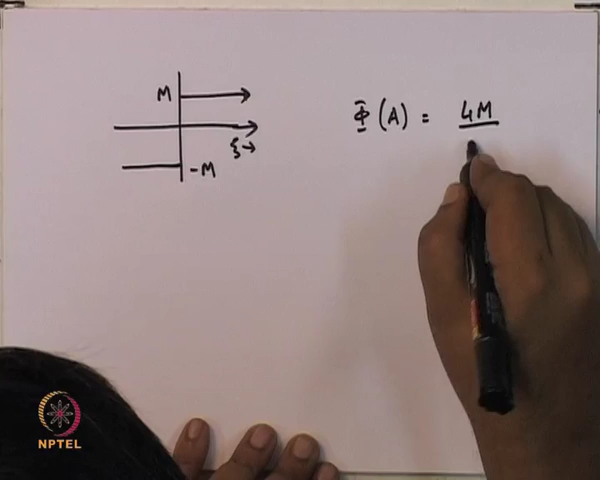 M
Φ(A) = 4M
ξ→
-M
NPTEL